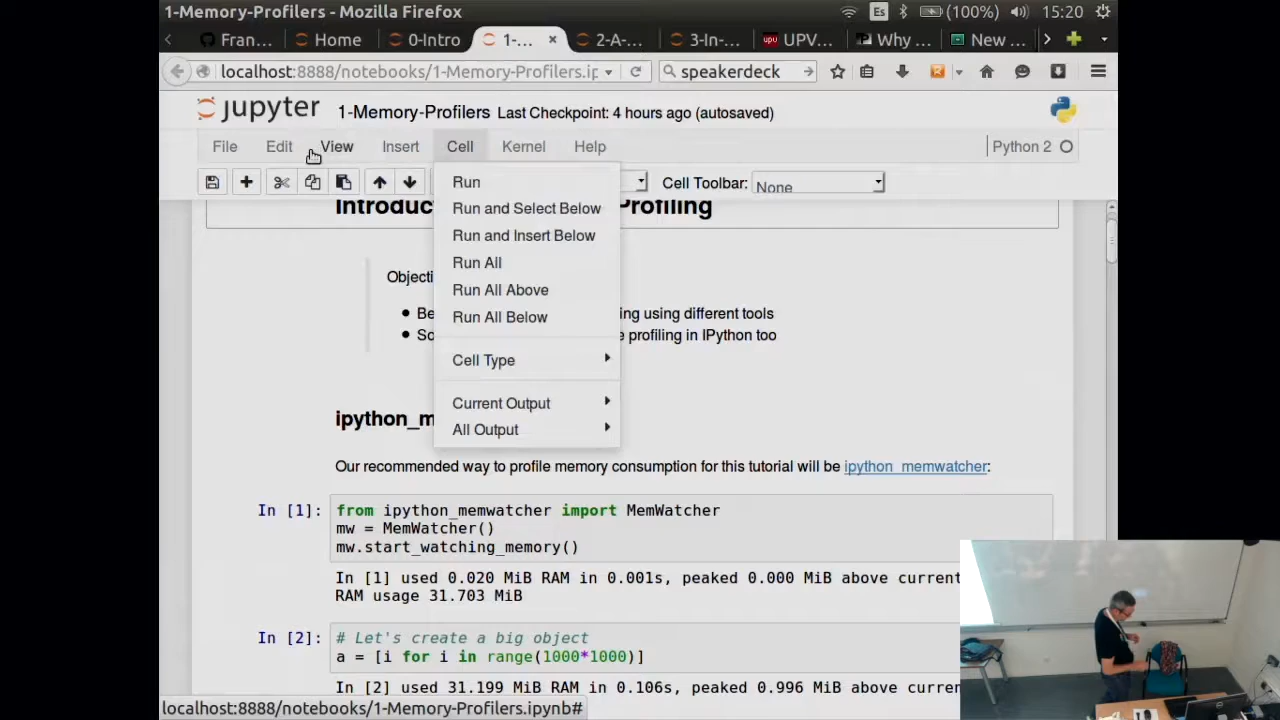 1-Memory-Profilers - Mozilla Firefox
Es (100%) 15:20
Fran... Home 0-Intro 1-... × 2-A-... 3-In-... upu UPV... Why ... New ...
localhost:8888/notebooks/1-Memory-Profilers.ip speakerdeck
jupyter 1-Memory-Profilers Last Checkpoint: 4 hours ago (autosaved)
File Edit View Insert Cell Kernel Help Python 2
Cell Toolbar: None
Run
Run and Select Below
Run and Insert Below
Run All
Run All Above
Run All Below
Cell Type
Current Output
All Output
Introduc Profiling
Objecti
● Be ing using different tools
● So e profiling in IPython too
ipython_m
Our recommended way to profile memory consumption for this tutorial will be ipython_memwatcher:
In [1]: from ipython_memwatcher import MemWatcher
mw = MemWatcher()
mw.start_watching_memory()
In [1] used 0.020 MiB RAM in 0.001s, peaked 0.000 MiB above current
RAM usage 31.703 MiB
In [2]: # Let's create a big object
a = [i for i in range(1000*1000)]
In [2] used 31.199 MiB RAM in 0.106s, peaked 0.996 MiB above curren
localhost:8888/notebooks/1-Memory-Profilers.ipynb#